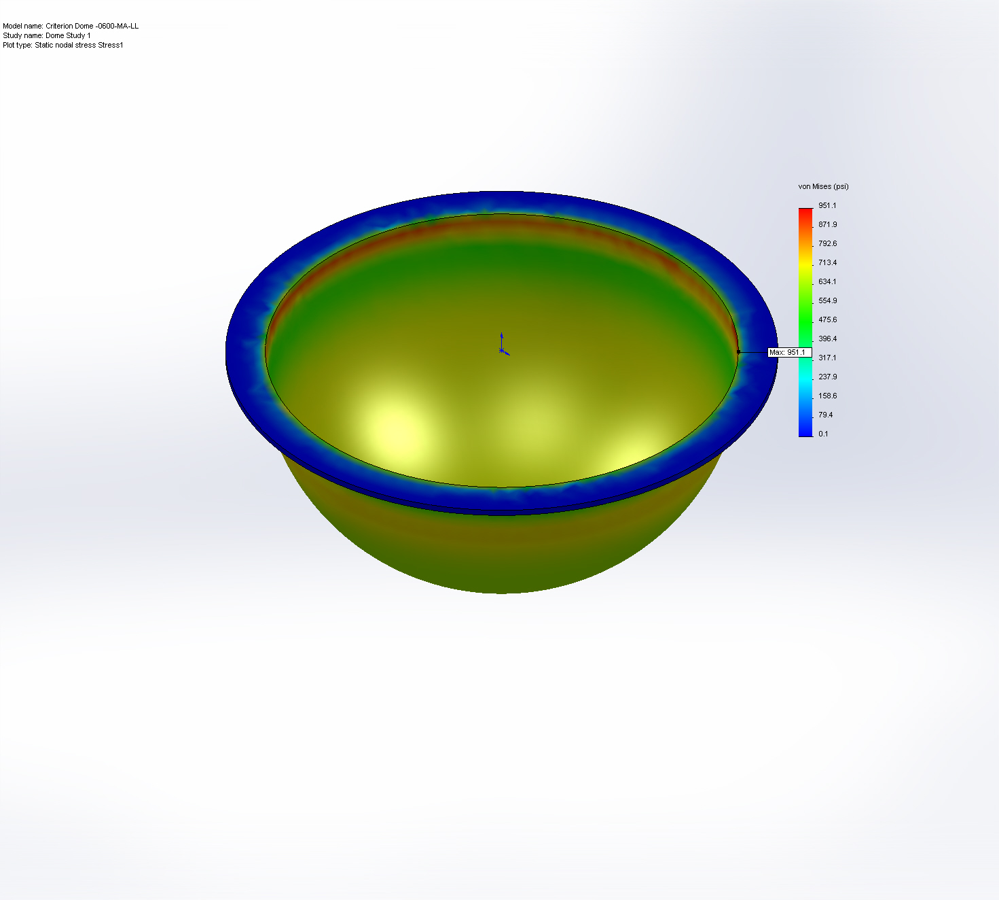 Model name: Criterion Dome -0600-MA-LL
Study name: Dome Study 1
Plot type: Static nodal stress Stress1
von Mises (psi)
951.1
871.9
792.6
713.4
634.1
554.9
475.6
396.4
Max: 951.1
317.1
237.9
158.6
79.4
0.1